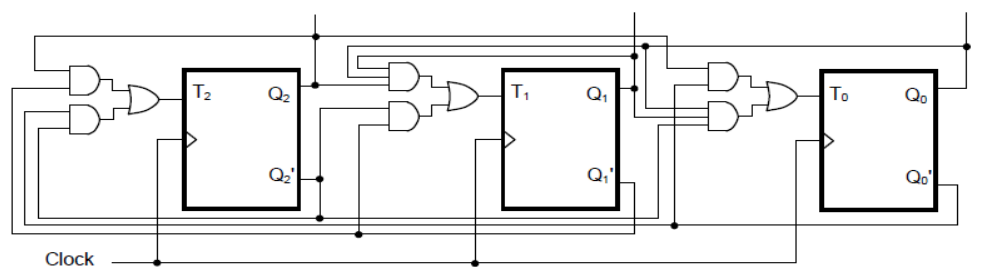 T₂ Q₂ T₁ Q₁ T₀ Q₀
Q₂' Q₁' Q₀'
Clock